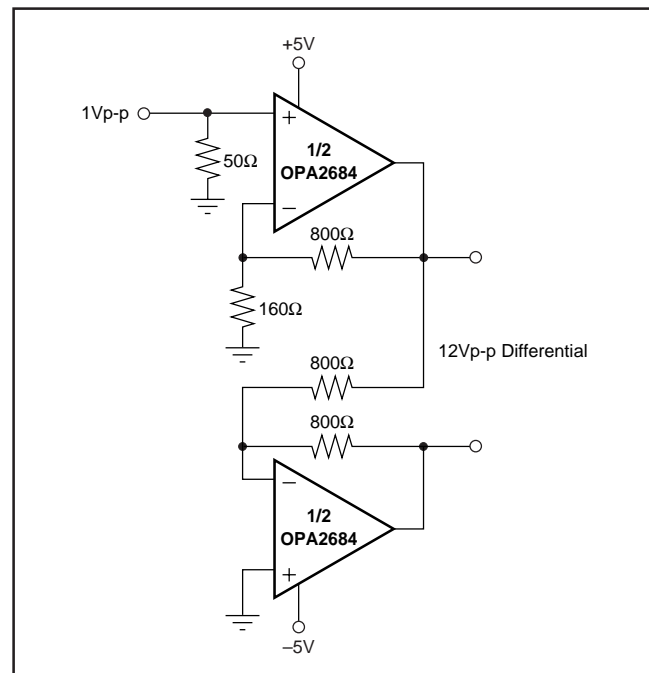 +5V
1Vp-p
+
1/2
OPA2684
50Ω
−
800Ω
160Ω
12Vp-p Differential
800Ω
800Ω
−
1/2
OPA2684
+
−5V